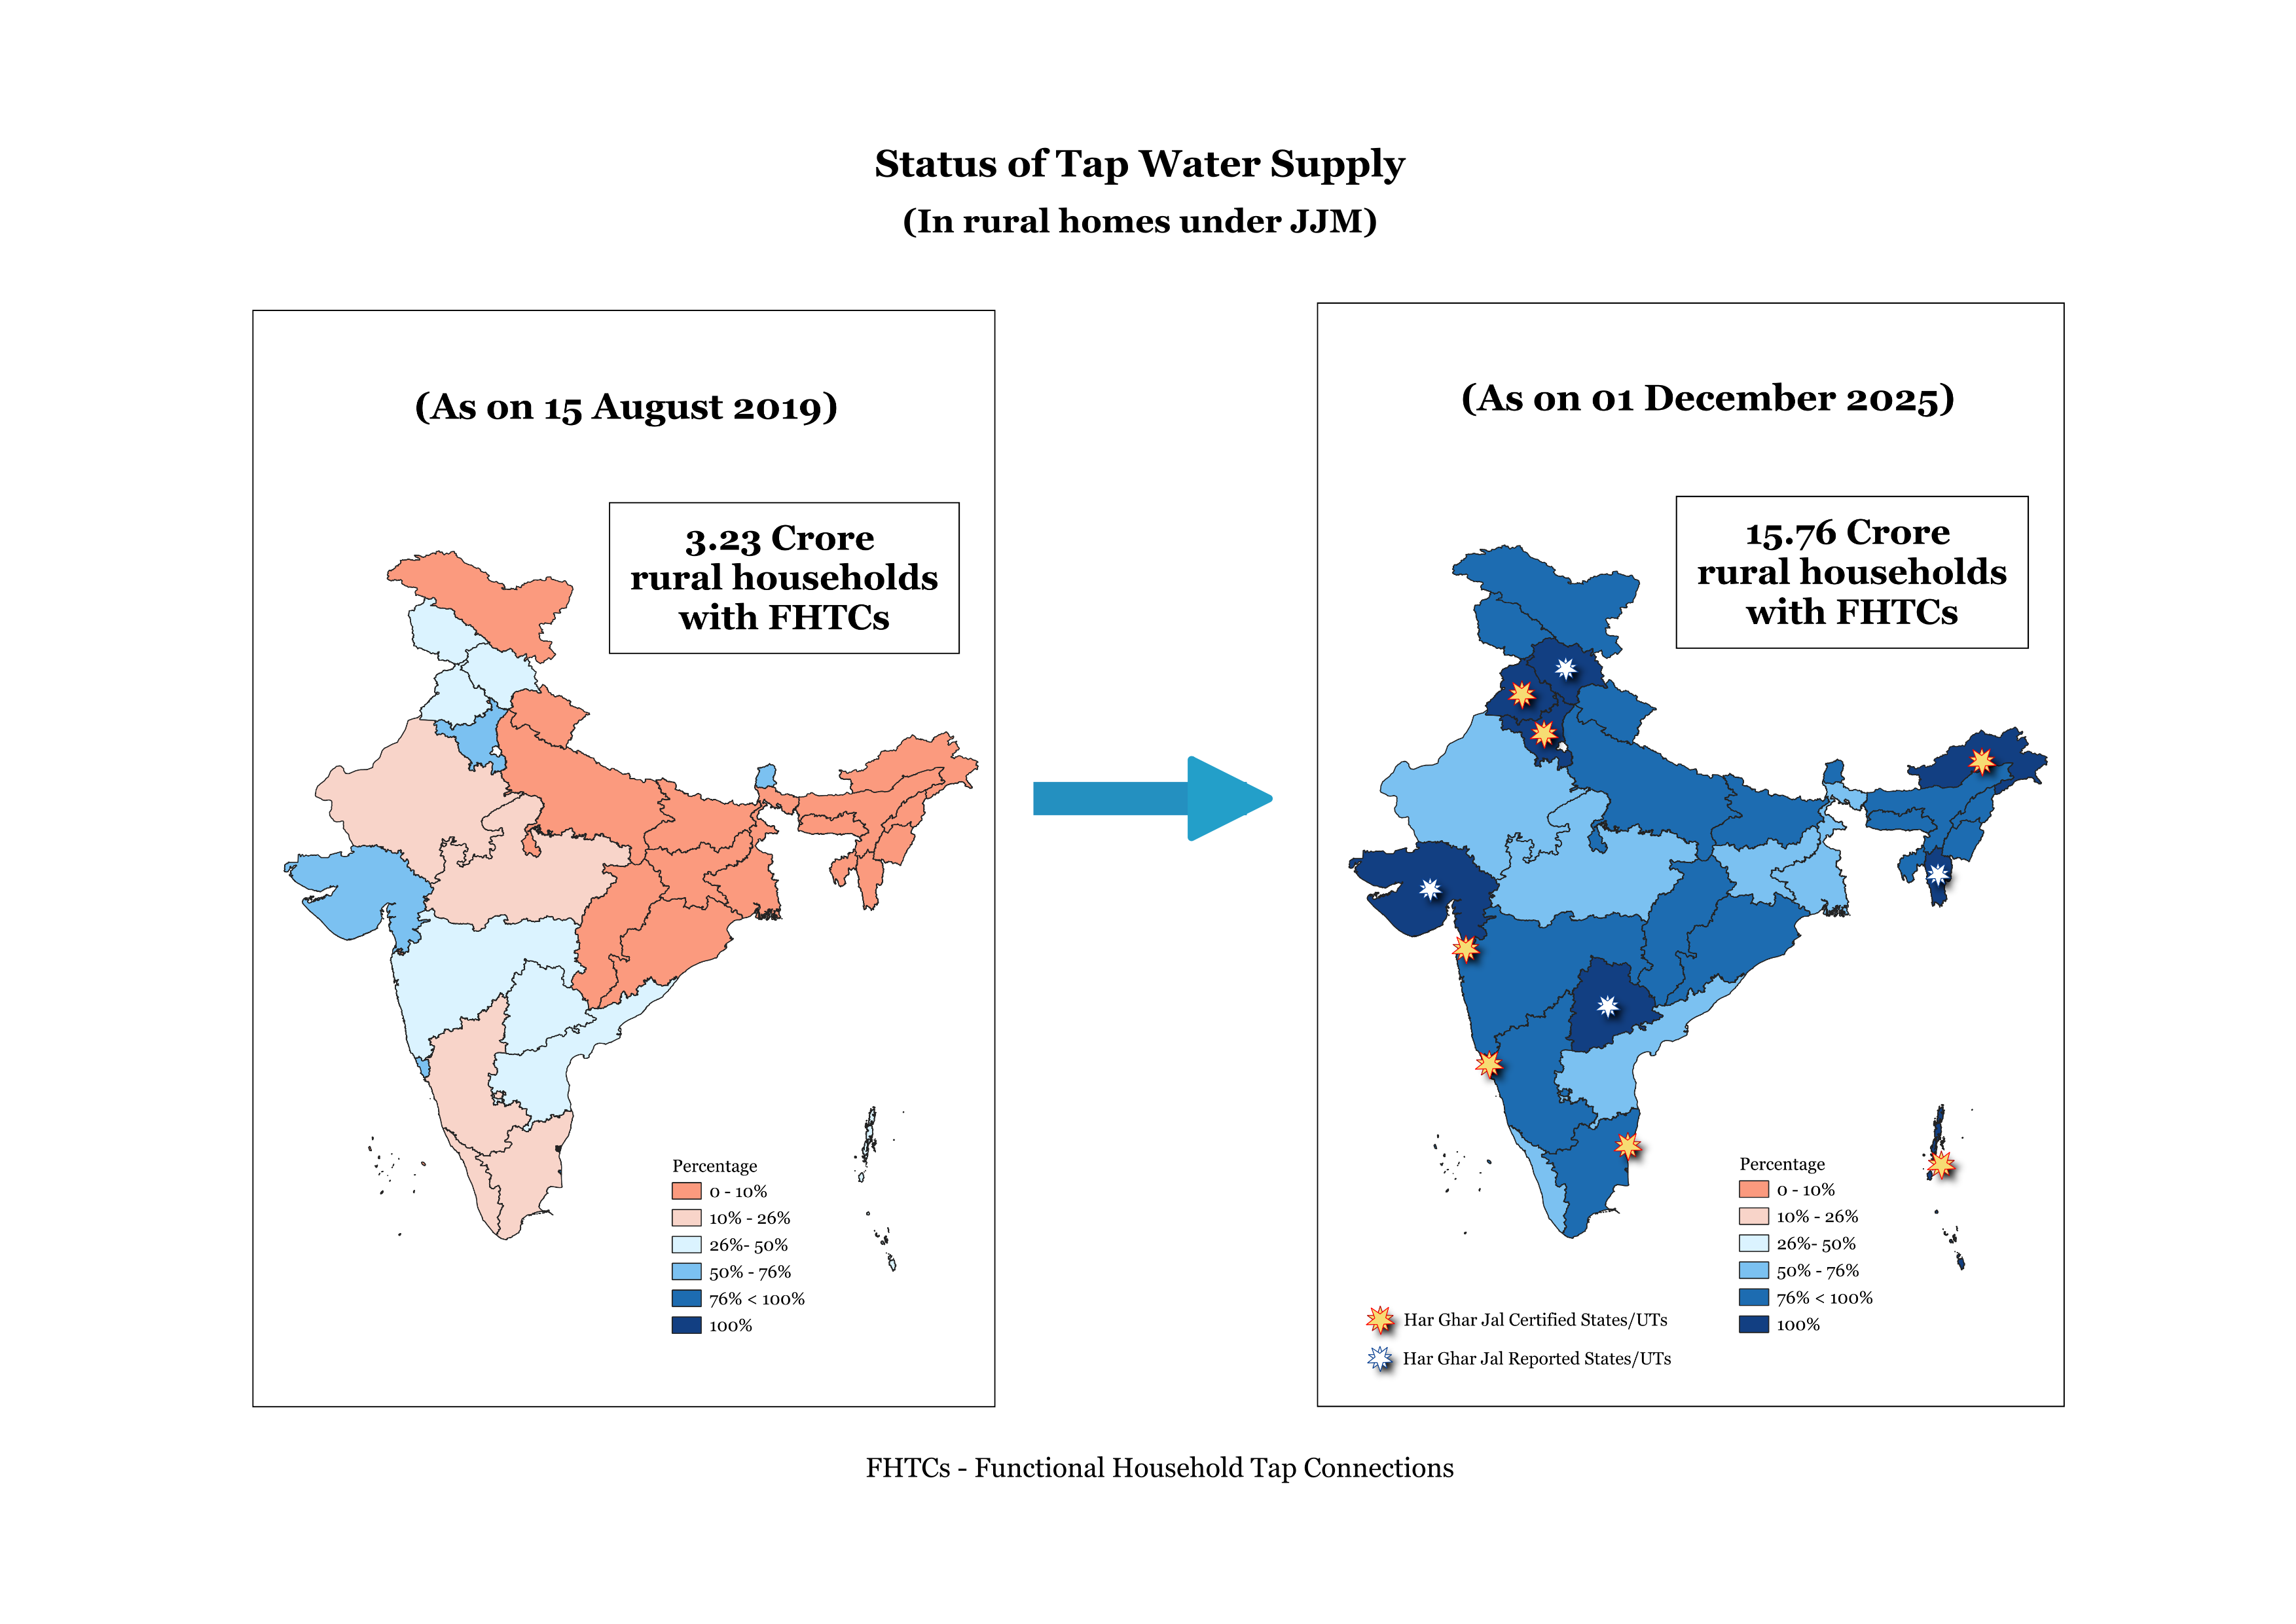 Status of Tap Water Supply
(In rural homes under JJM)
(As on 15 August 2019)
3.23 Crore
rural households
with FHTCs
Percentage
0 - 10%
10% - 26%
26%- 50%
50% - 76%
76% < 100%
100%
(As on 01 December 2025)
15.76 Crore
rural households
with FHTCs
Percentage
0 - 10%
10% - 26%
26%- 50%
50% - 76%
76% < 100%
100%
Har Ghar Jal Certified States/UTs
Har Ghar Jal Reported States/UTs
FHTCs - Functional Household Tap Connections